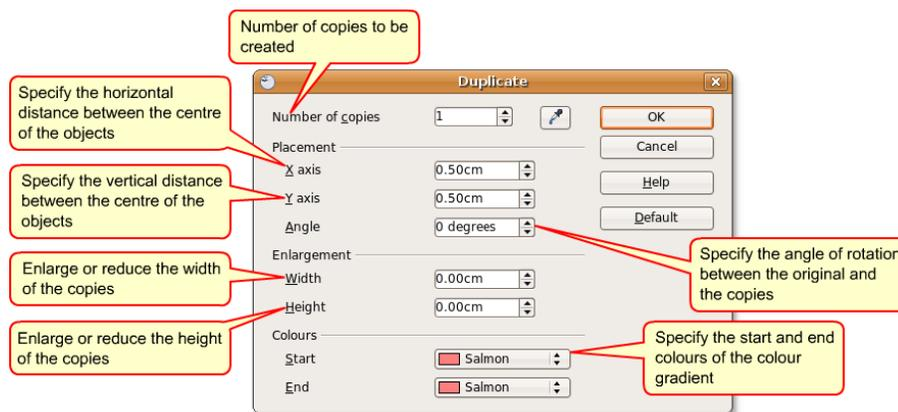 Number of copies to be
created
Duplicate
Specify the horizontal
distance between the centre
of the objects
Number of copies
1
OK
Placement
Cancel
X axis
0.50cm
Specify the vertical distance
between the centre of the
objects
Y axis
0.50cm
Help
Angle
0 degrees
Default
Specify the angle of rotation
between the original and
the copies
Enlargement
Enlarge or reduce the width
of the copies
Width
0.00cm
Height
0.00cm
Enlarge or reduce the height
of the copies
Colours
Start
Salmon
Specify the start and end
colours of the colour
gradient
End
Salmon